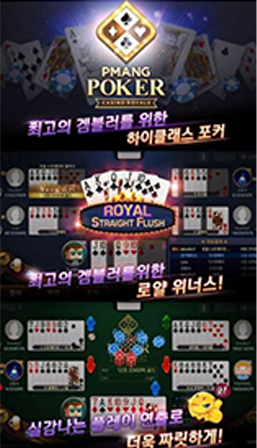 PMANG
POKER
CASINO ROYALE
최고의 겜블러를 위한
하이클래스 포커
ROYAL
STRAIGHT FLUSH
최고의 겜블러를위한
로얄 위너스!
실감나는 플레이 연출로
더욱 짜릿하게!